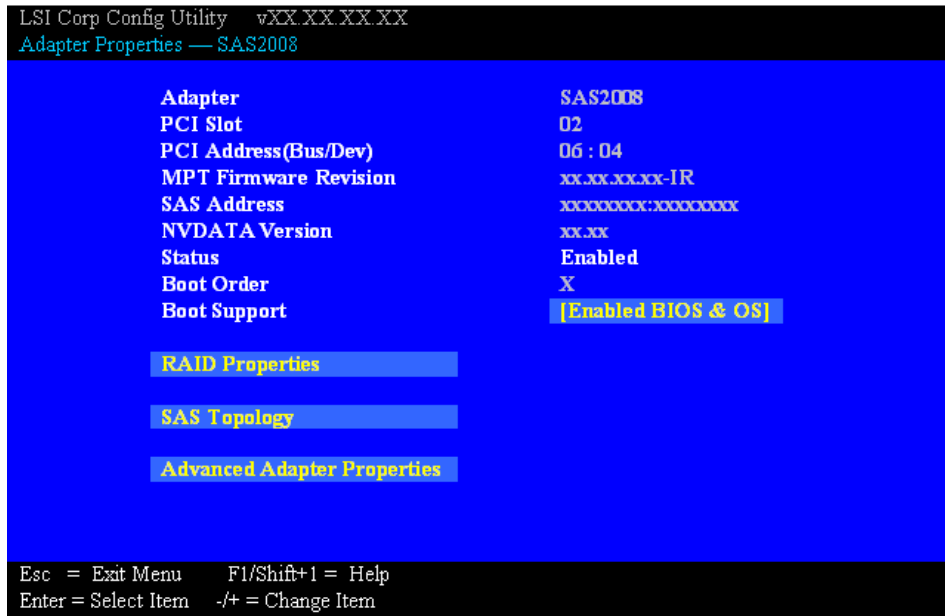 LSI Corp Config Utility vXX.XX.XX.XX
Adapter Properties — SAS2008
Adapter SAS2008
PCI Slot 02
PCI Address(Bus/Dev) 06 : 04
MPT Firmware Revision xx.xx.xx.xx-IR
SAS Address xxxxxxxx:xxxxxxxx
NVDATA Version xx.xx
Status Enabled
Boot Order X
Boot Support [Enabled BIOS & OS]
RAID Properties
SAS Topology
Advanced Adapter Properties
Esc = Exit Menu F1/Shift+1 = Help
Enter = Select Item -/+ = Change Item